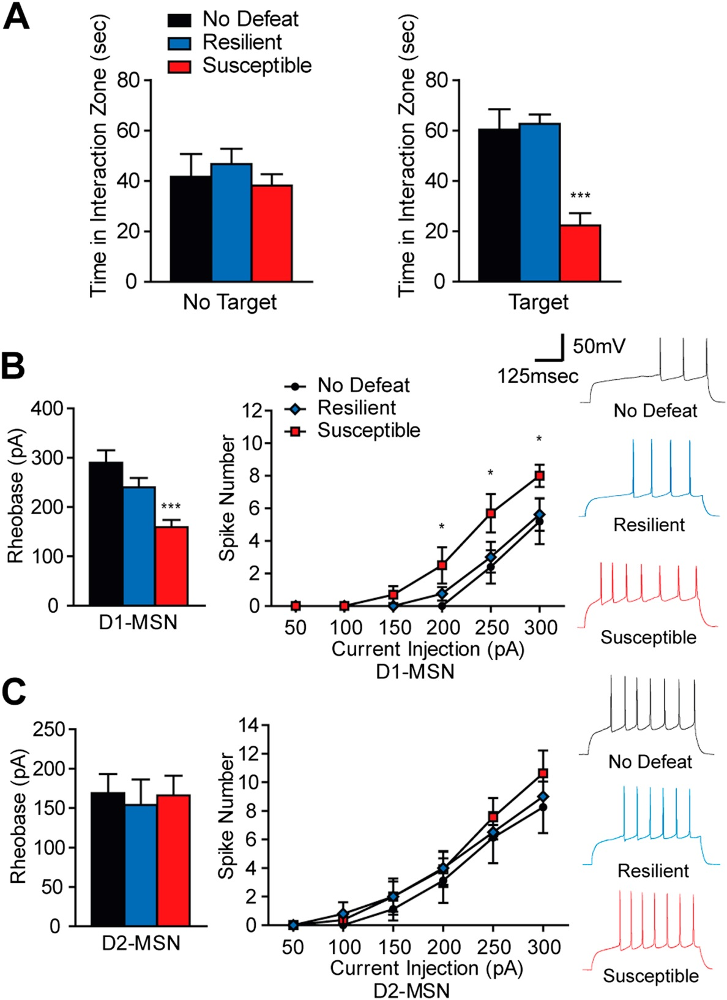 A
No Defeat
Resilient
Susceptible
Time in Interaction Zone (sec)
80
60
40
20
0
No Target
Time in Interaction Zone (sec)
80
60
40
20
0
***
Target
B
400
300
200
100
0
Rheobase (pA)
***
D1-MSN
No Defeat
Resilient
Susceptible
12
10
8
6
4
2
0
Spike Number
*
*
*
50 100 150 200 250 300
Current Injection (pA)
D1-MSN
50mV
125msec
No Defeat
Resilient
Susceptible
C
250
200
150
100
50
0
Rheobase (pA)
D2-MSN
14
12
10
8
6
4
2
0
Spike Number
50 100 150 200 250 300
Current Injection (pA)
D2-MSN
No Defeat
Resilient
Susceptible